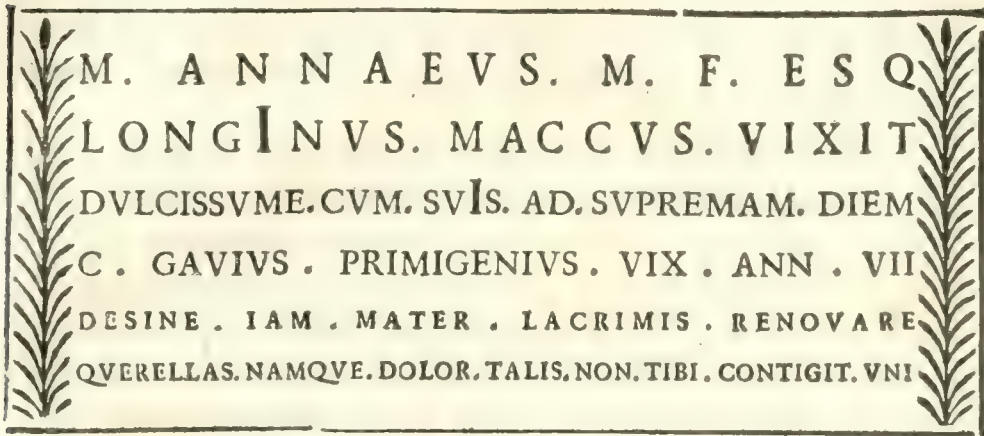 M. ANNAEVS. M. F. ESQ
LONGINVS. MACCVS. VIXIT
DVLCISSVME. CVM. SVIS. AD. SVPREMAM. DIEM
C . GAVIVS . PRIMIGENIVS . VIX . ANN . VII
DESINE . IAM . MATER . LACRIMIS . RENOVARE
QVERELLAS. NAMQVE. DOLOR. TALIS. NON. TIBI. CONTIGIT. VNI